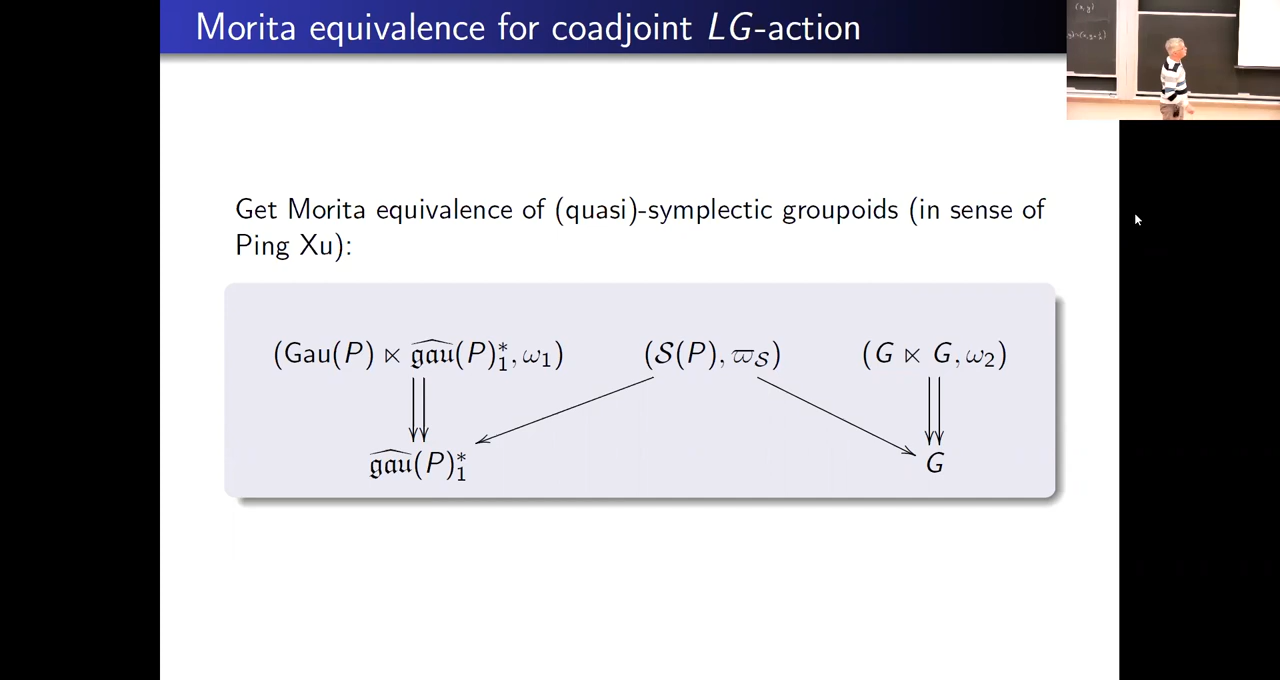 Morita equivalence for coadjoint LG-action
(x, y)
Get Morita equivalence of (quasi)-symplectic groupoids (in sense of
Ping Xu):
(Gau(P) ⋉ \widehat{𝔤𝔞𝔲}(P)^*_1, ω_1) (𝒮(P), ϖ_𝒮) (G ⋉ G, ω_2)
\widehat{𝔤𝔞𝔲}(P)^*_1 G